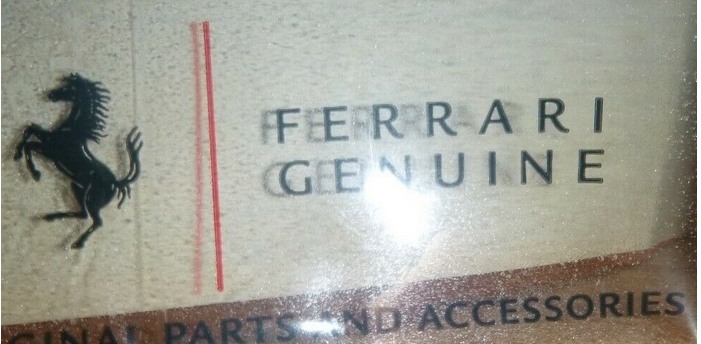 FERRARI
GENUINE
GINAL PARTS AND ACCESSORIES